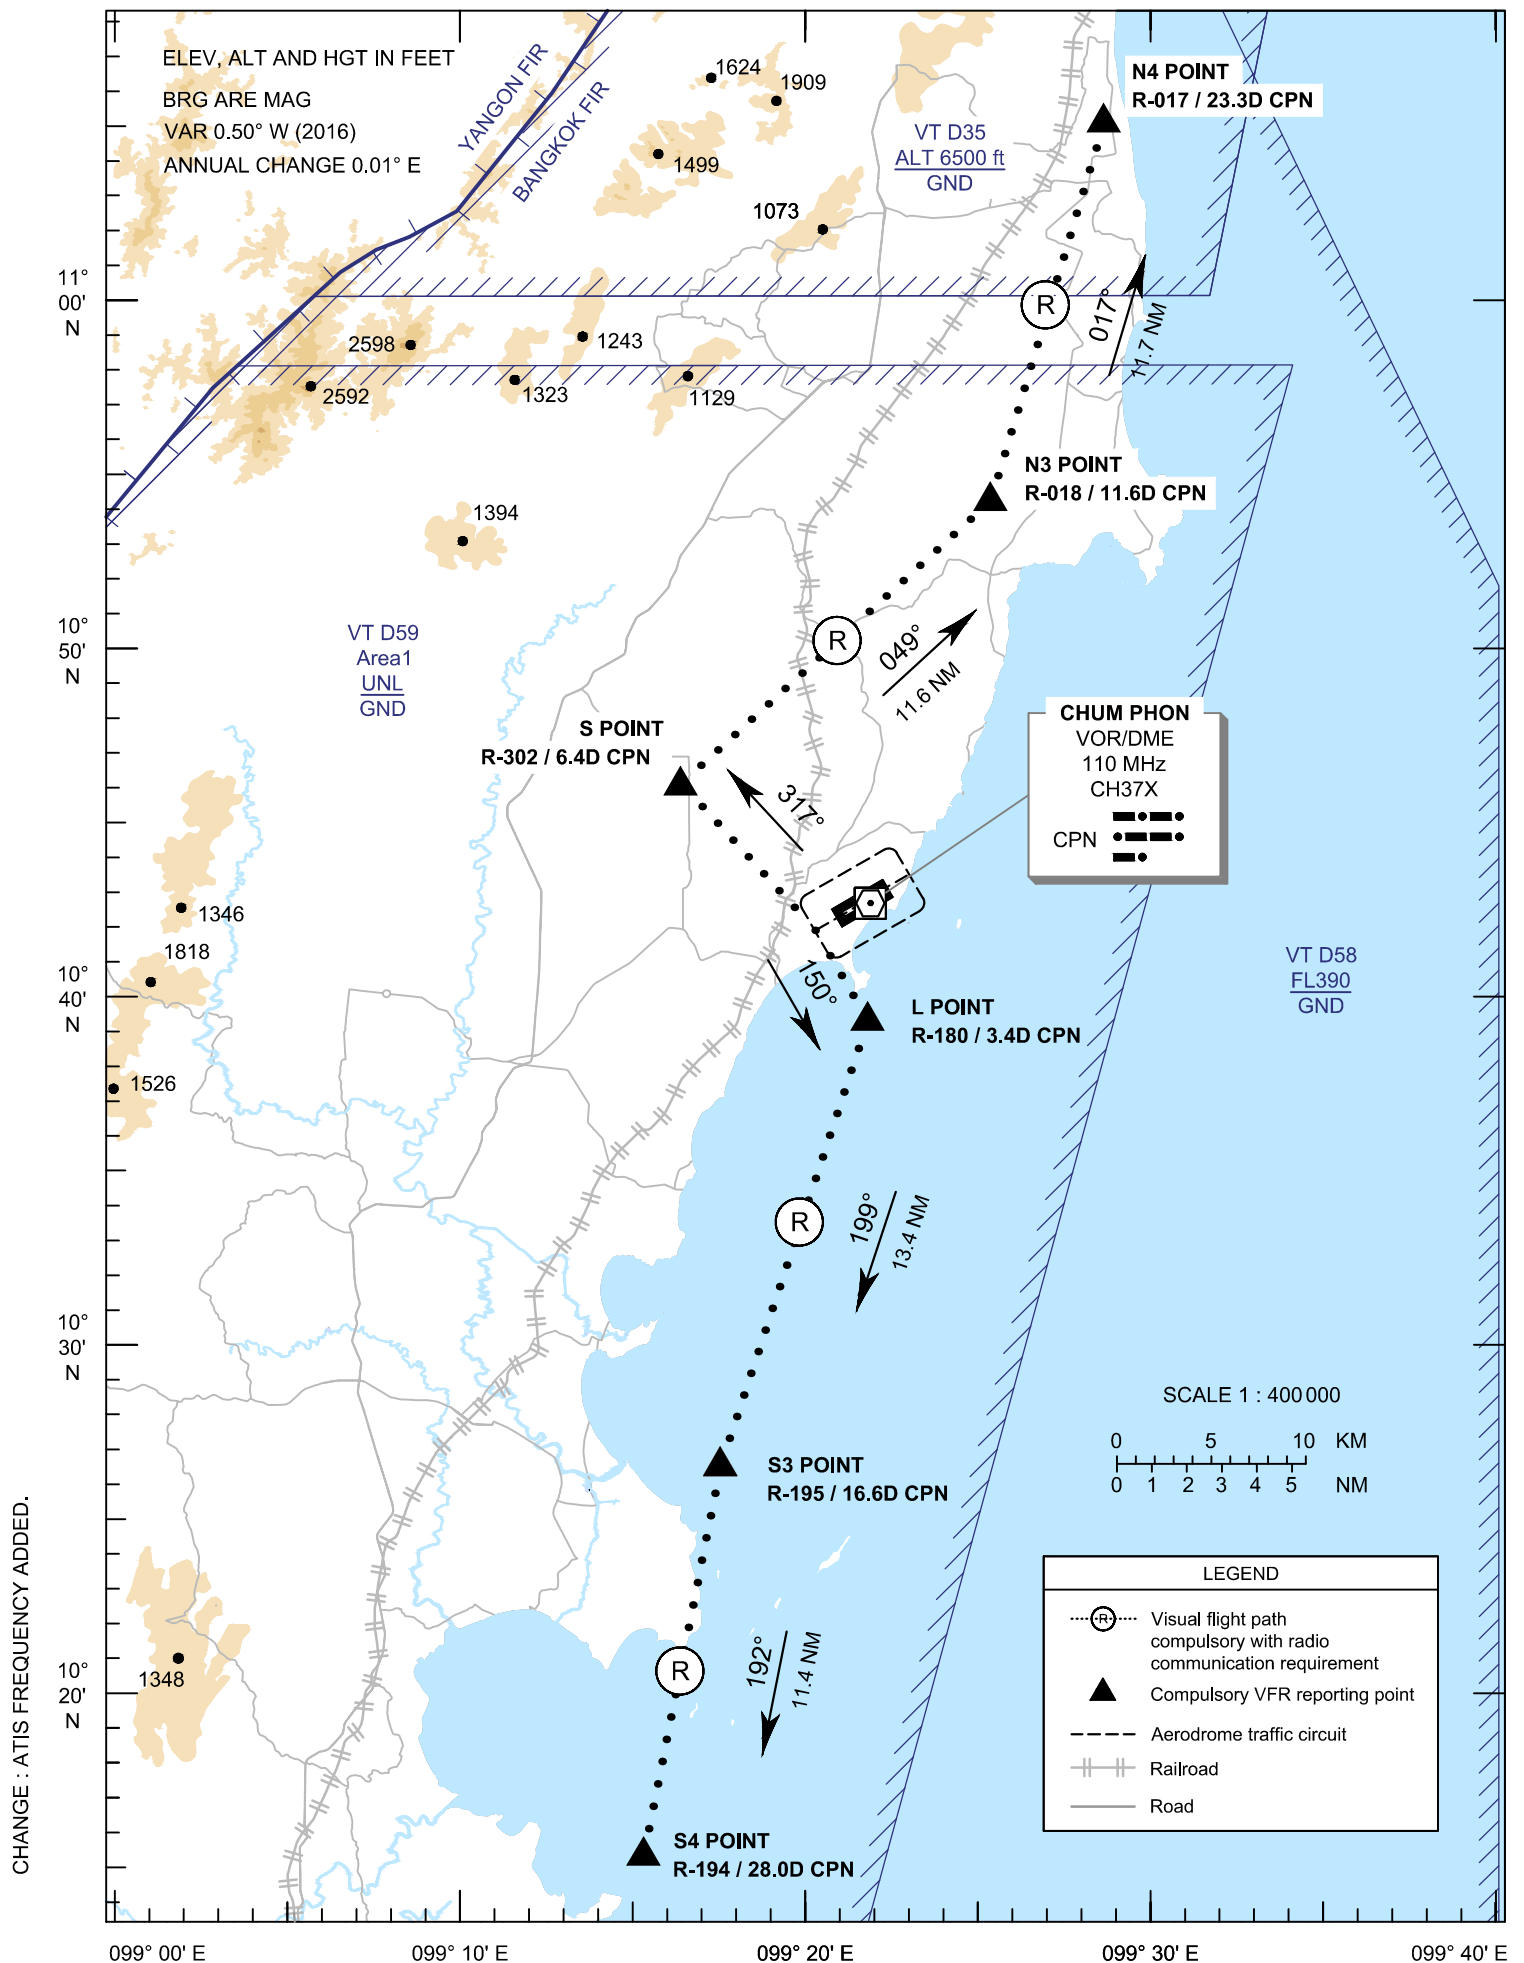 ELEV, ALT AND HGT IN FEET
BRG ARE MAG
VAR 0.50° W (2016)
ANNUAL CHANGE 0.01° E
YANGON FIR
BANGKOK FIR
1624
1909
1499
1073
VT D35
ALT 6500 ft
GND
N4 POINT
R-017 / 23.3D CPN
11°
00'
N
2598
2592
1323
1243
1129
R
017°
11.7 NM
N3 POINT
R-018 / 11.6D CPN
1394
10°
50'
N
VT D59
Area1
UNL
GND
R
049°
11.6 NM
S POINT
R-302 / 6.4D CPN
317°
CHUM PHON
VOR/DME
110 MHz
CH37X
CPN
1346
1818
10°
40'
N
150°
L POINT
R-180 / 3.4D CPN
VT D58
FL390
GND
1526
R
199°
13.4 NM
10°
30'
N
SCALE 1 : 400 000
0 5 10 KM
0 1 2 3 4 5 NM
S3 POINT
R-195 / 16.6D CPN
LEGEND
R
Visual flight path
compulsory with radio
communication requirement
Compulsory VFR reporting point
Aerodrome traffic circuit
Railroad
Road
1348
10°
20'
N
R
192°
11.4 NM
S4 POINT
R-194 / 28.0D CPN
099° 00' E
099° 10' E
099° 20' E
099° 30' E
099° 40' E
CHANGE : ATIS FREQUENCY ADDED.